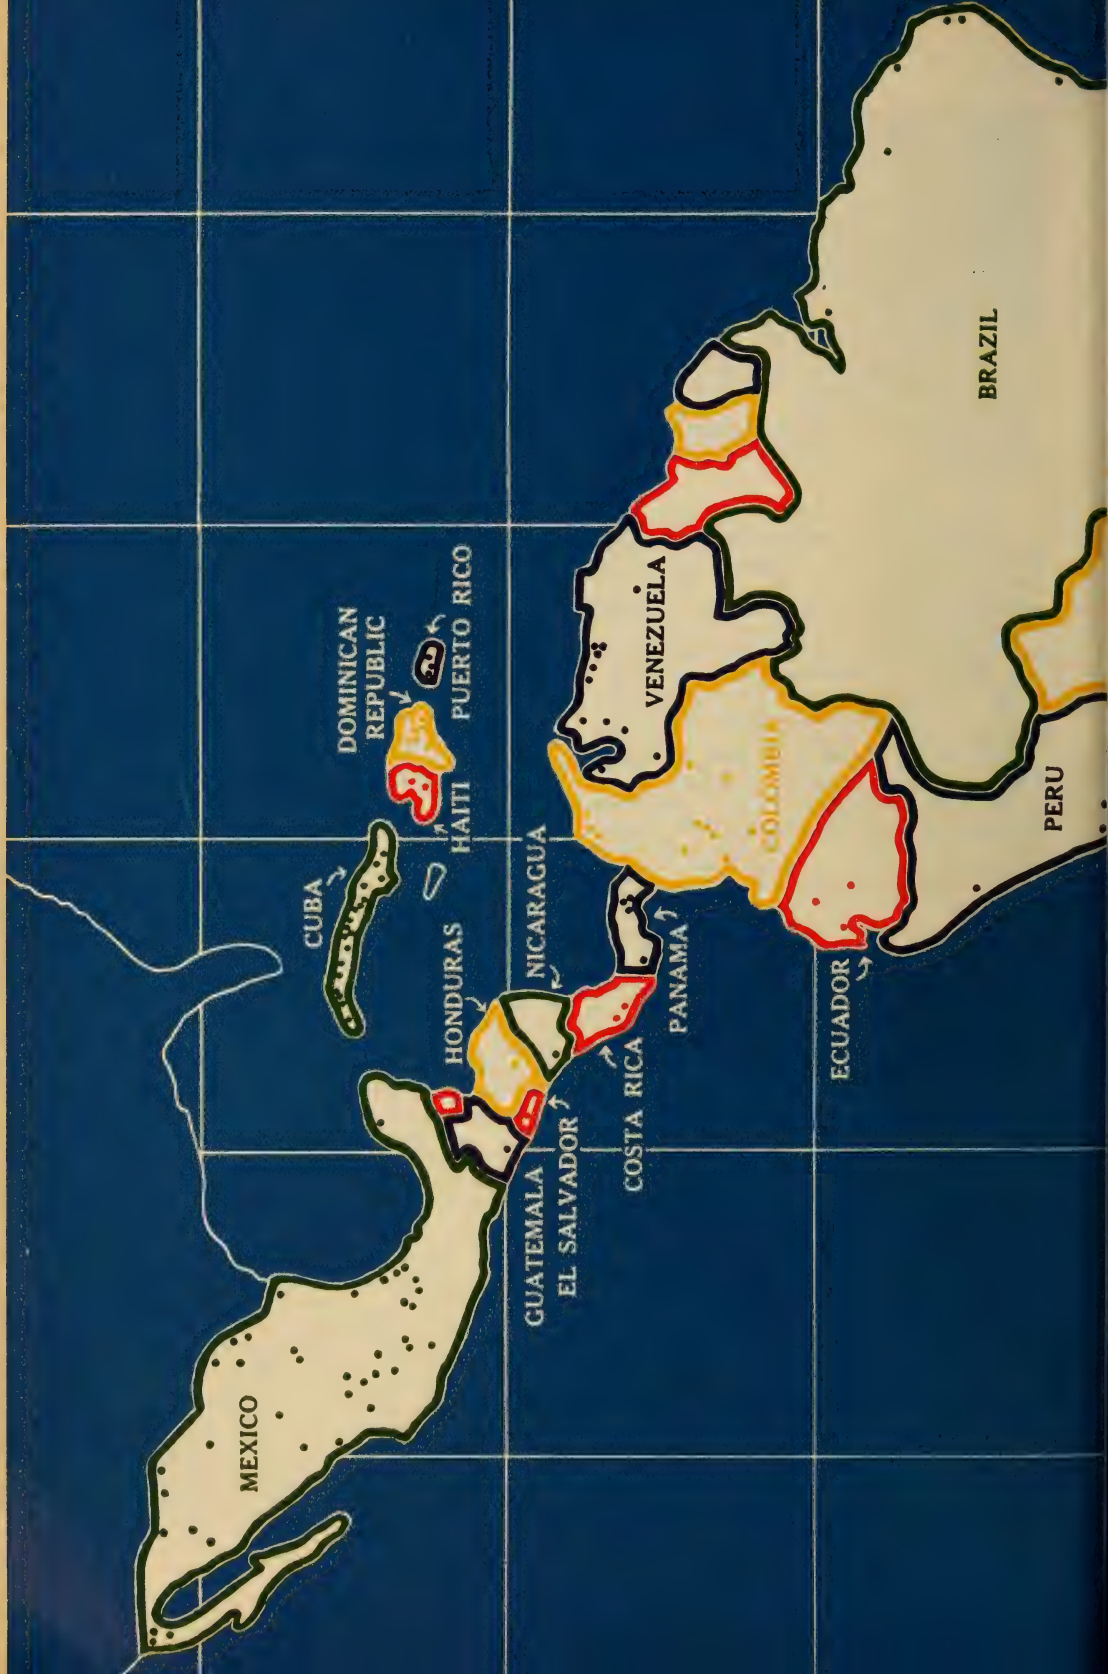 MEXICO
CUBA
DOMINICAN
REPUBLIC
HAITI
PUERTO RICO
HONDURAS
NICARAGUA
GUATEMALA
EL SALVADOR
COSTA RICA
PANAMA
VENEZUELA
COLOMBIA
ECUADOR
PERU
BRAZIL